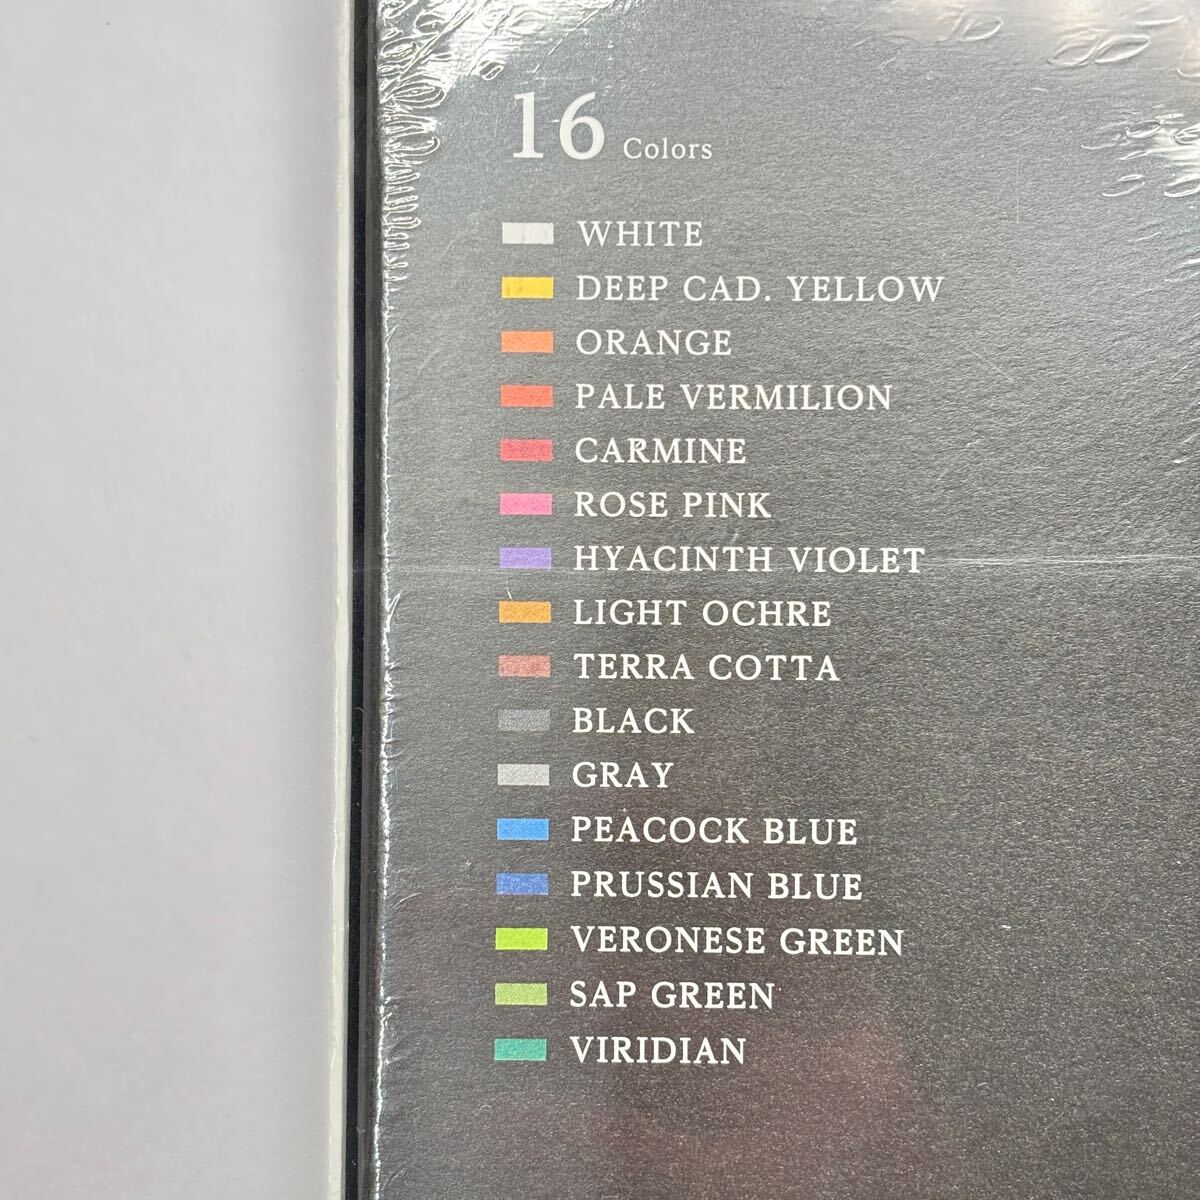 16 Colors
WHITE
DEEP CAD. YELLOW
ORANGE
PALE VERMILION
CARMINE
ROSE PINK
HYACINTH VIOLET
LIGHT OCHRE
TERRA COTTA
BLACK
GRAY
PEACOCK BLUE
PRUSSIAN BLUE
VERONESE GREEN
SAP GREEN
VIRIDIAN